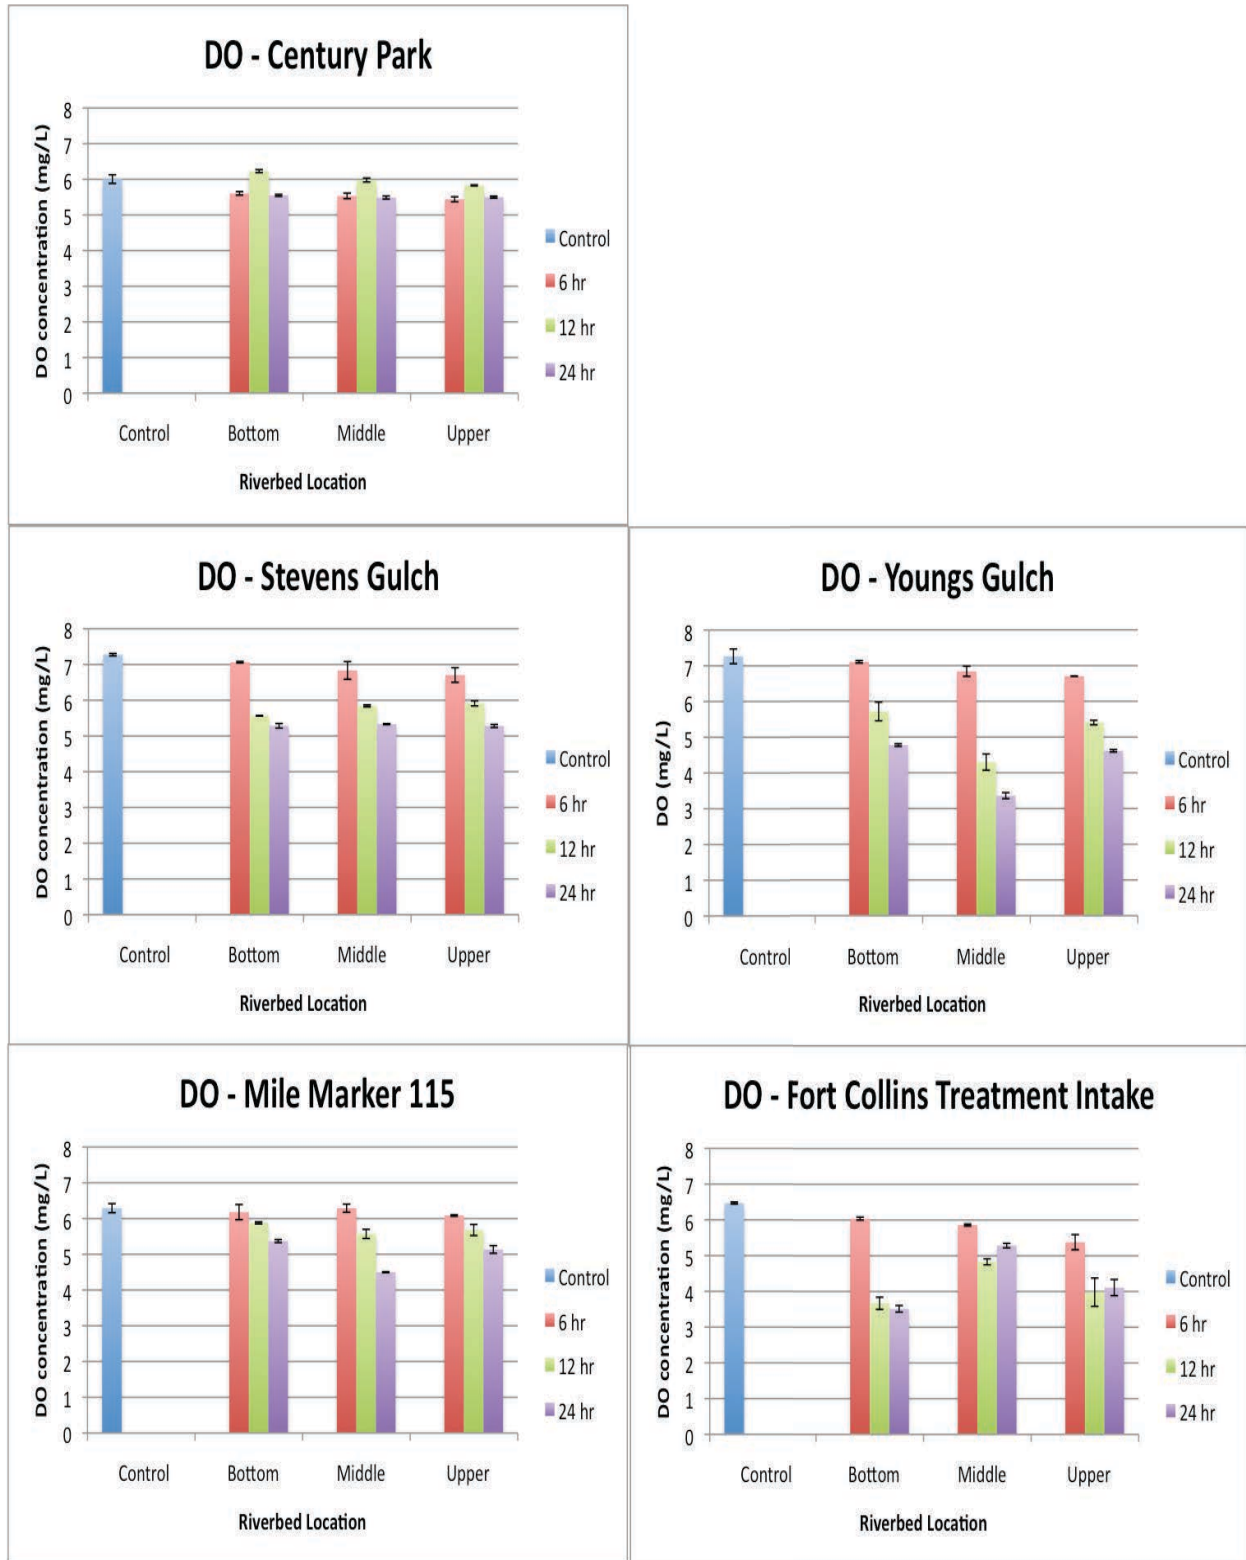 DO - Century Park
DO concentration (mg/L)
8
7
6
5
4
3
2
1
0
Control
6 hr
12 hr
24 hr
Control Bottom Middle Upper
Riverbed Location
DO - Stevens Gulch
DO concentration (mg/L)
8
7
6
5
4
3
2
1
0
Control
6 hr
12 hr
24 hr
Control Bottom Middle Upper
Riverbed Location
DO - Youngs Gulch
DO (mg/L)
8
7
6
5
4
3
2
1
0
Control
6 hr
12 hr
24 hr
Control Bottom Middle Upper
Riverbed Location
DO - Mile Marker 115
DO concentration (mg/L)
8
7
6
5
4
3
2
1
0
Control
6 hr
12 hr
24 hr
Control Bottom Middle Upper
Riverbed Location
DO - Fort Collins Treatment Intake
DO concentration (mg/L)
8
7
6
5
4
3
2
1
0
Control
6 hr
12 hr
24 hr
Control Bottom Middle Upper
Riverbed Location